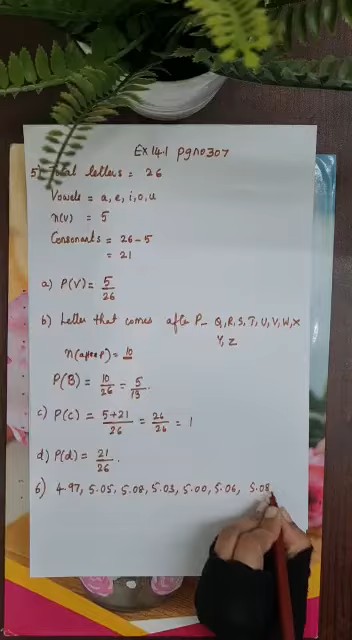 Ex 14.1 pg no 307
5) Total letters = 26
Vowels = a, e, i, o, u
n(v) = 5
Consonants = 26 - 5
= 21
a) P(V) = 5/26
b) Letter that comes after P - Q, R, S, T, U, V, W, X
Y, Z
n(after P) = 10
P(B) = 10/26 = 5/13.
c) P(C) = 5+21/26 = 26/26 = 1
d) P(d) = 21/26.
6) 4.97, 5.05, 5.08, 5.03, 5.00, 5.06, 5.08